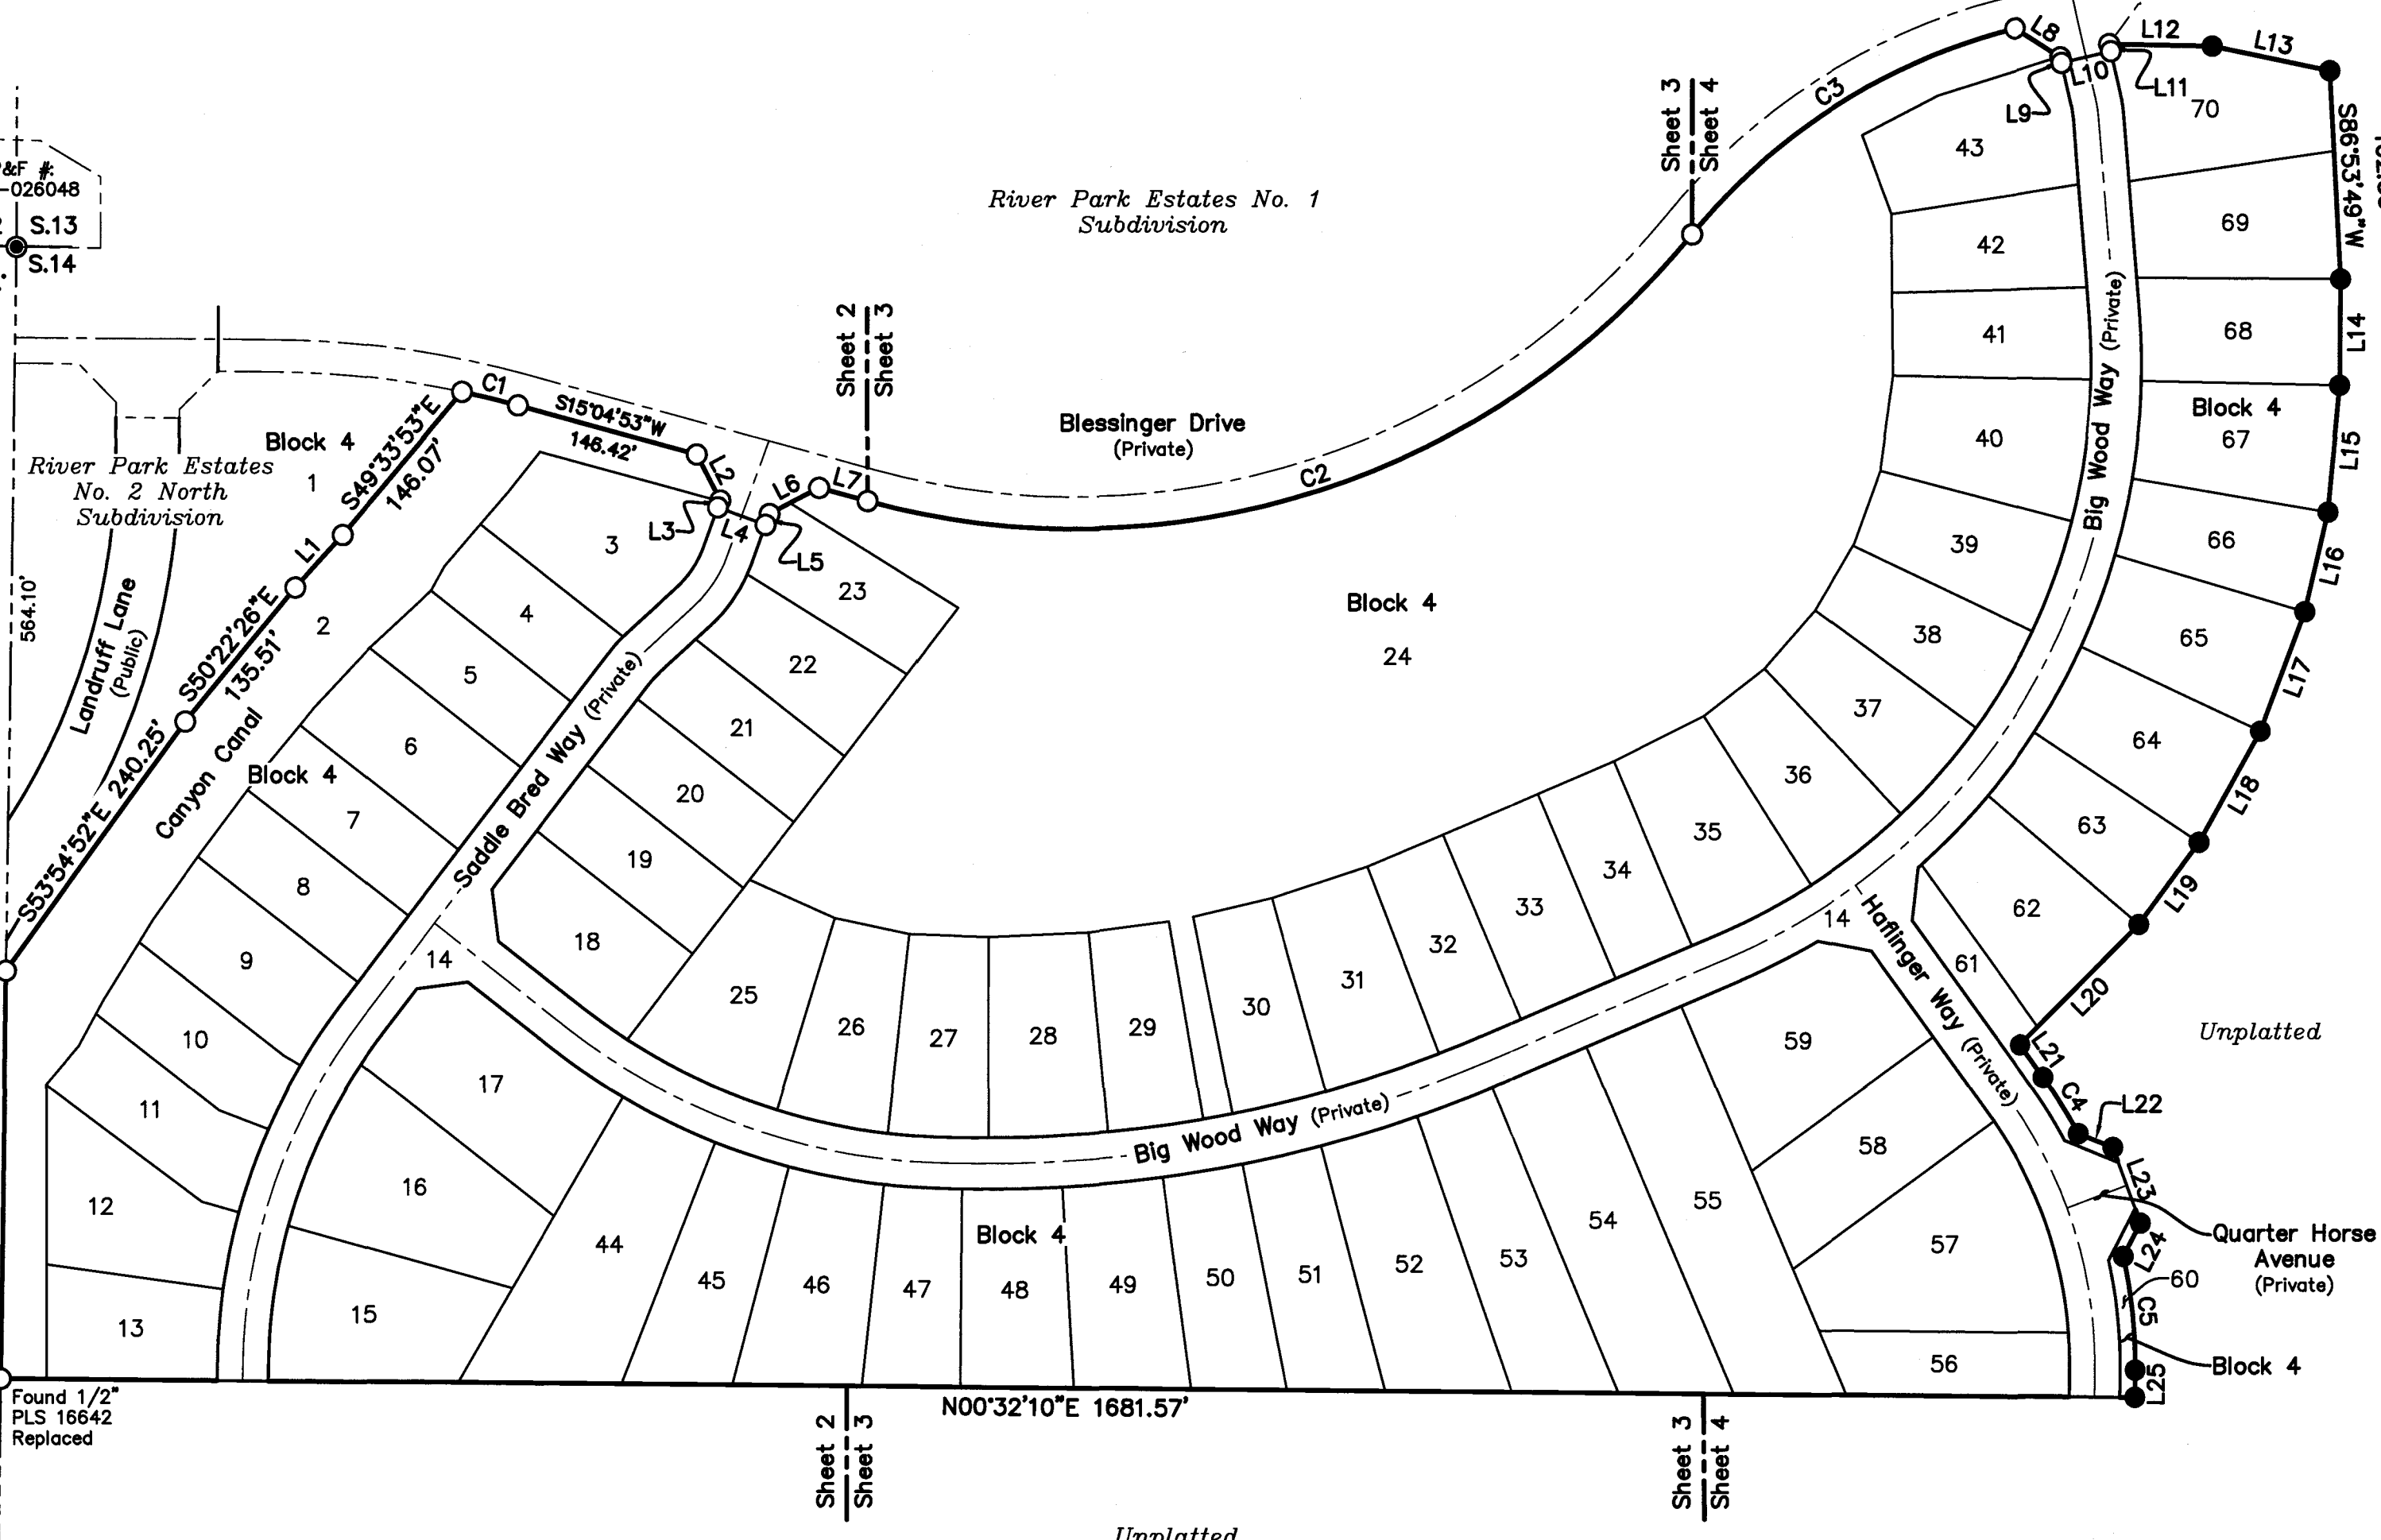 P&F #:
-026048
S.13
S.14
564.10'
River Park Estates No. 1
Subdivision
Sheet 3
Sheet 4
Sheet 2
Sheet 3
Blessinger Drive
(Private)
C1
S15°04'53"W
146.42'
L2
L3
L4
L5
L6
L7
C2
C3
L8
L9
L10
L11
L12
L13
S86°53'49"W
L14
L15
L16
L17
L18
L19
L20
L21
C4
L22
L23
L24
C5
L25
Block 4
1
River Park Estates
No. 2 North
Subdivision
Landruff Lane
(Public)
S49°33'53"E
146.07'
L1
S50°22'26"E
135.51'
S53°54'52"E 240.25'
Canyon Canal
2
Block 4
3
4
5
6
7
8
9
10
11
12
13
14
15
16
17
18
19
20
21
22
23
Saddle Bred Way (Private)
Block 4
24
25
26
27
28
29
30
31
32
33
34
35
36
37
38
39
40
41
42
43
Big Wood Way (Private)
70
69
68
Block 4
67
66
65
64
63
62
61
14
Haflinger Way (Private)
Big Wood Way (Private)
Unplatted
44
45
46
47
Block 4
48
49
50
51
52
53
54
55
56
57
58
59
Quarter Horse
Avenue
(Private)
60
Block 4
Found 1/2"
PLS 16642
Replaced
N00°32'10"E 1681.57'
Sheet 2
Sheet 3
Sheet 3
Sheet 4
Unplatted